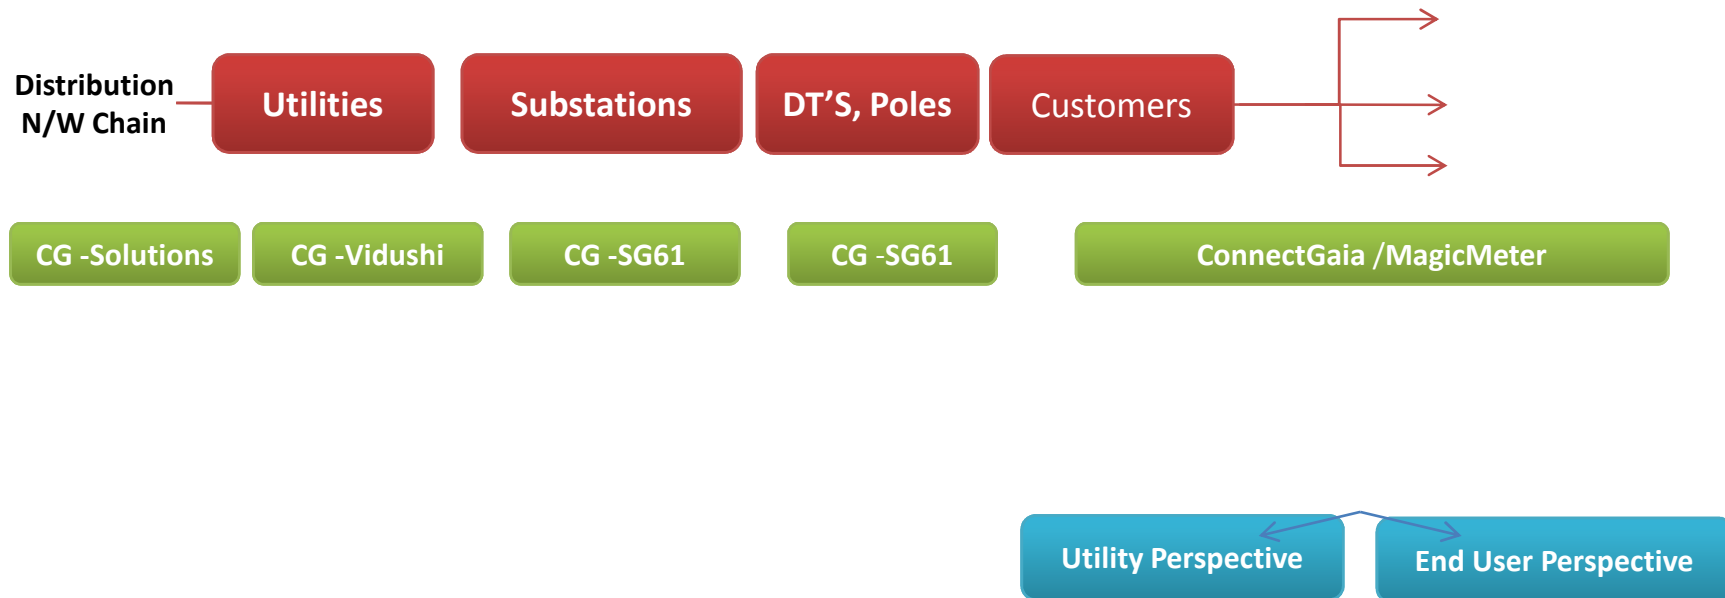 Distribution
N/W Chain
Utilities
Substations
DT'S, Poles
Customers
CG -Solutions
CG -Vidushi
CG -SG61
CG -SG61
ConnectGaia /MagicMeter
Utility Perspective
End User Perspective